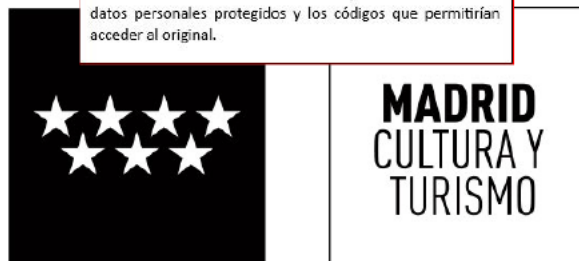 datos personales protegidos y los códigos que permitirían
acceder al original.
MADRID
CULTURA Y
TURISMO